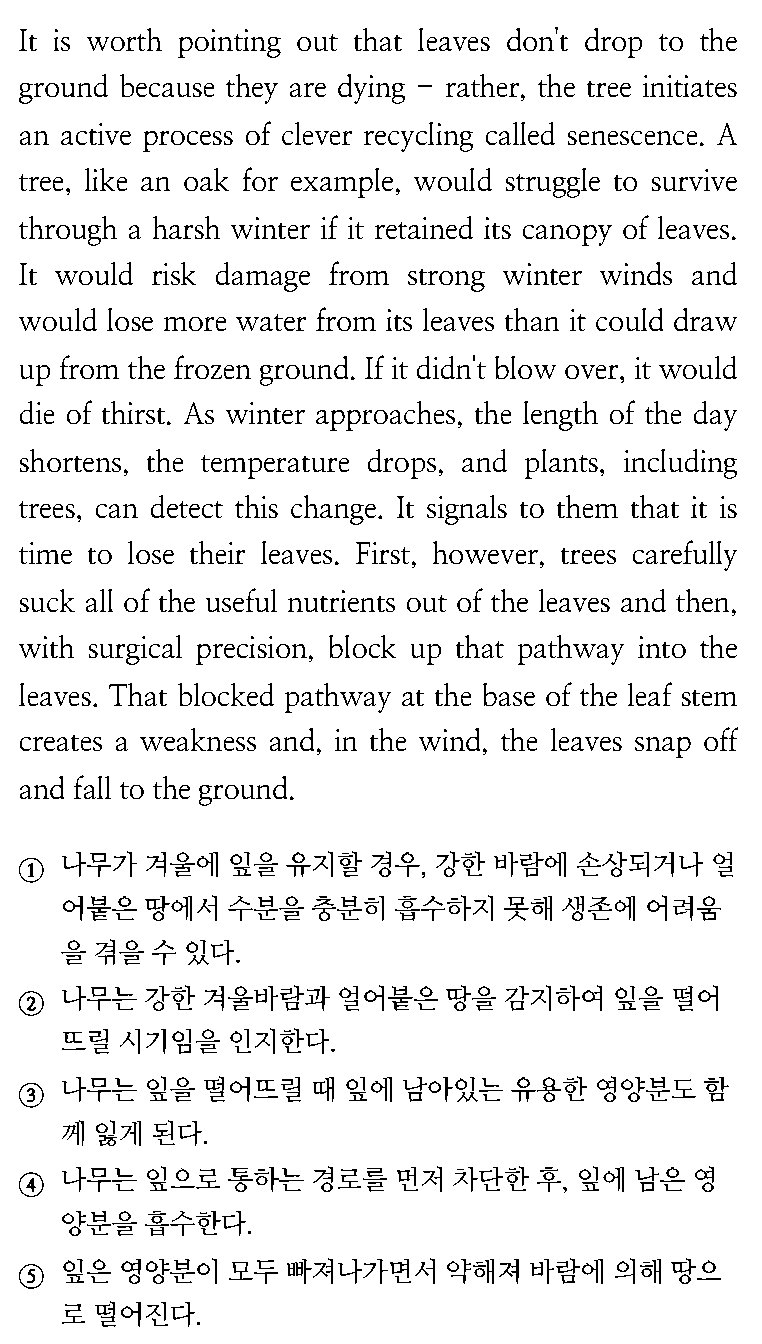 It is worth pointing out that leaves don't drop to the
ground because they are dying – rather, the tree initiates
an active process of clever recycling called senescence. A
tree, like an oak for example, would struggle to survive
through a harsh winter if it retained its canopy of leaves.
It would risk damage from strong winter winds and
would lose more water from its leaves than it could draw
up from the frozen ground. If it didn't blow over, it would
die of thirst. As winter approaches, the length of the day
shortens, the temperature drops, and plants, including
trees, can detect this change. It signals to them that it is
time to lose their leaves. First, however, trees carefully
suck all of the useful nutrients out of the leaves and then,
with surgical precision, block up that pathway into the
leaves. That blocked pathway at the base of the leaf stem
creates a weakness and, in the wind, the leaves snap off
and fall to the ground.
① 나무가 겨울에 잎을 유지할 경우, 강한 바람에 손상되거나 얼
어붙은 땅에서 수분을 충분히 흡수하지 못해 생존에 어려움
을 겪을 수 있다.
② 나무는 강한 겨울바람과 얼어붙은 땅을 감지하여 잎을 떨어
뜨릴 시기임을 인지한다.
③ 나무는 잎을 떨어뜨릴 때 잎에 남아있는 유용한 영양분도 함
께 잃게 된다.
④ 나무는 잎으로 통하는 경로를 먼저 차단한 후, 잎에 남은 영
양분을 흡수한다.
⑤ 잎은 영양분이 모두 빠져나가면서 약해져 바람에 의해 땅으
로 떨어진다.